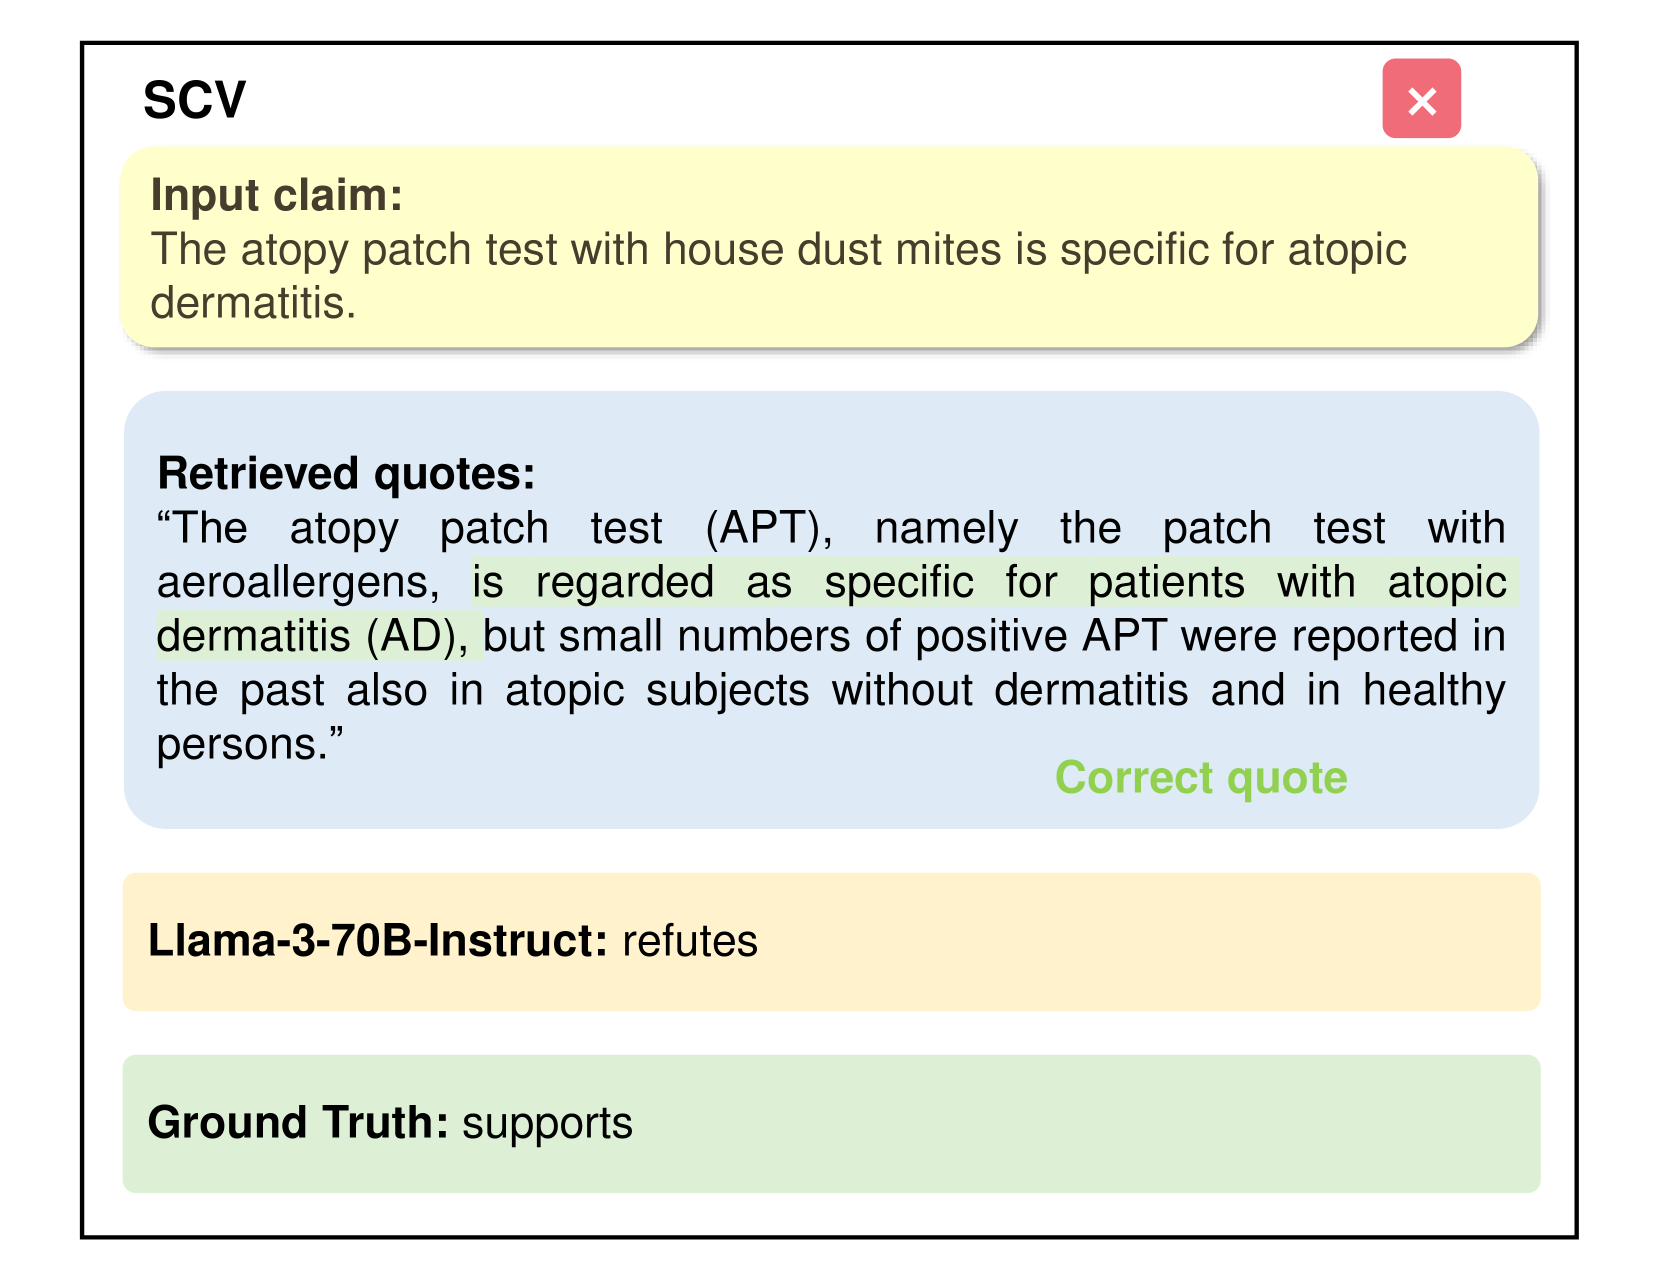 SCV
×
Input claim:
The atopy patch test with house dust mites is specific for atopic
dermatitis.
Retrieved quotes:
“The atopy patch test (APT), namely the patch test with
aeroallergens, is regarded as specific for patients with atopic
dermatitis (AD), but small numbers of positive APT were reported in
the past also in atopic subjects without dermatitis and in healthy
persons.”
Correct quote
Llama-3-70B-Instruct: refutes
Ground Truth: supports